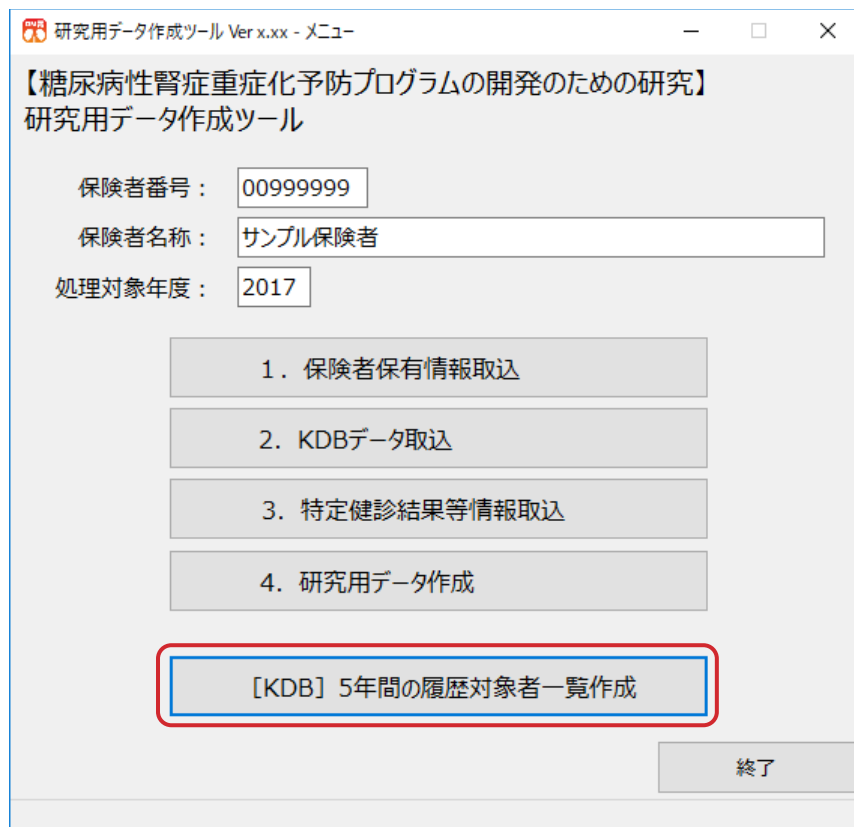 研究用データ作成ツール Ver x.xx - メニュー
【糖尿病性腎症重症化予防プログラムの開発のための研究】
研究用データ作成ツール
保険者番号： 00999999
保険者名称： サンプル保険者
処理対象年度： 2017
1．保険者保有情報取込
2．KDBデータ取込
3．特定健診結果等情報取込
4．研究用データ作成
［KDB］5年間の履歴対象者一覧作成
終了